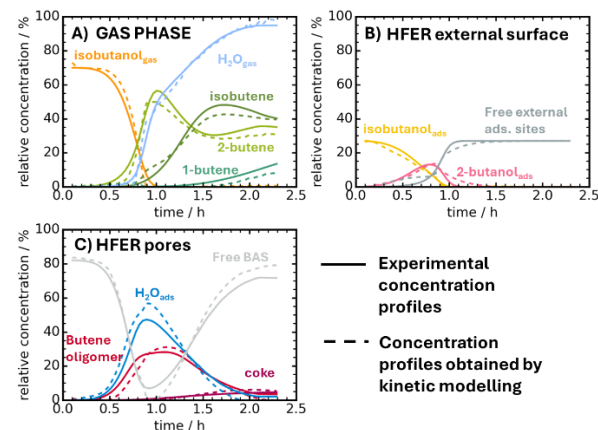 A) GAS PHASE
relative concentration / %
100
80
60
40
20
0
isobutanol_gas
H₂O_gas
isobutene
2-butene
1-butene
0.0 0.5 1.0 1.5 2.0 2.5
time / h
B) HFER external surface
relative concentration / %
100
80
60
40
20
0
isobutanol_ads
Free external
ads. sites
2-butanol_ads
0.0 0.5 1.0 1.5 2.0 2.5
time / h
C) HFER pores
relative concentration / %
100
80
60
40
20
0
Free BAS
H₂O_ads
Butene
oligomer
coke
0.0 0.5 1.0 1.5 2.0 2.5
time / h
Experimental
concentration
profiles
Concentration
profiles obtained by
kinetic modelling